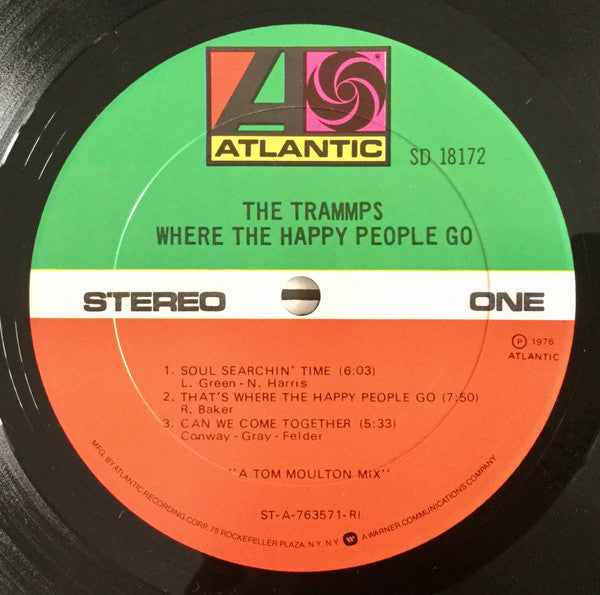 ATLANTIC
SD 18172
THE TRAMMPS
WHERE THE HAPPY PEOPLE GO
STEREO
ONE
Ⓟ 1976
ATLANTIC
1. SOUL SEARCHIN' TIME (6:03)
L. Green - N. Harris
2. THAT'S WHERE THE HAPPY PEOPLE GO (7:50)
R. Baker
3. CAN WE COME TOGETHER (5:33)
Conway - Gray - Felder
"A TOM MOULTON MIX"
ST-A-763571-RI
MFG. BY ATLANTIC RECORDING CORP. 75 ROCKEFELLER PLAZA, N.Y. N.Y. W A WARNER COMMUNICATIONS COMPANY